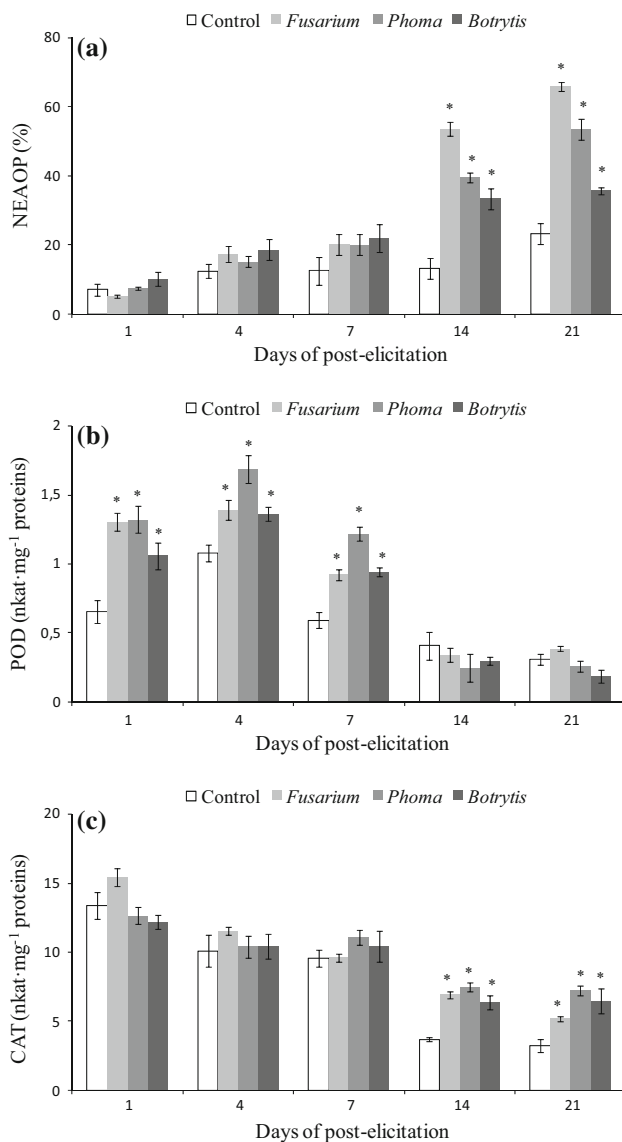 Control Fusarium Phoma Botrytis
(a)
80
60
40
20
0
NEAOP (%)
* * *
* * *
1 4 7 14 21
Days of post-elicitation
Control Fusarium Phoma Botrytis
(b)
2
1,5
1
0,5
0
POD (nkat·mg⁻¹ proteins)
* * *
* * *
* * *
1 4 7 14 21
Days of post-elicitation
Control Fusarium Phoma Botrytis
(c)
15
20
10
5
0
CAT (nkat·mg⁻¹ proteins)
* * *
* * *
1 4 7 14 21
Days of post-elicitation